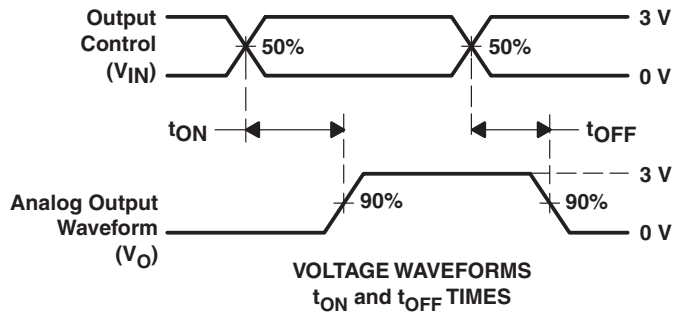 Output
Control
(VIN)
3 V
50%
50%
0 V
tON
tOFF
Analog Output
Waveform
(VO)
3 V
90%
90%
0 V
VOLTAGE WAVEFORMS
tON and tOFF TIMES